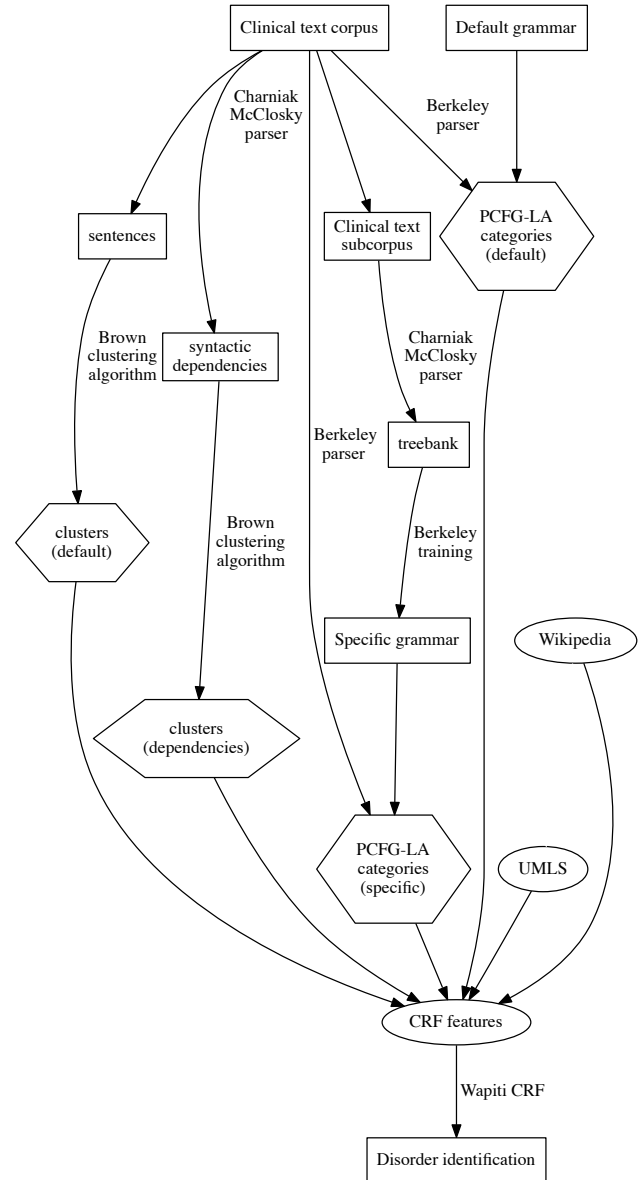 Clinical text corpus
Default grammar
Charniak
McClosky
parser
Berkeley
parser
sentences
Clinical text
subcorpus
PCFG-LA
categories
(default)
Brown
clustering
algorithm
syntactic
dependencies
Charniak
McClosky
parser
Berkeley
parser
treebank
clusters
(default)
Brown
clustering
algorithm
Berkeley
training
Specific grammar
Wikipedia
clusters
(dependencies)
PCFG-LA
categories
(specific)
UMLS
CRF features
Wapiti CRF
Disorder identification